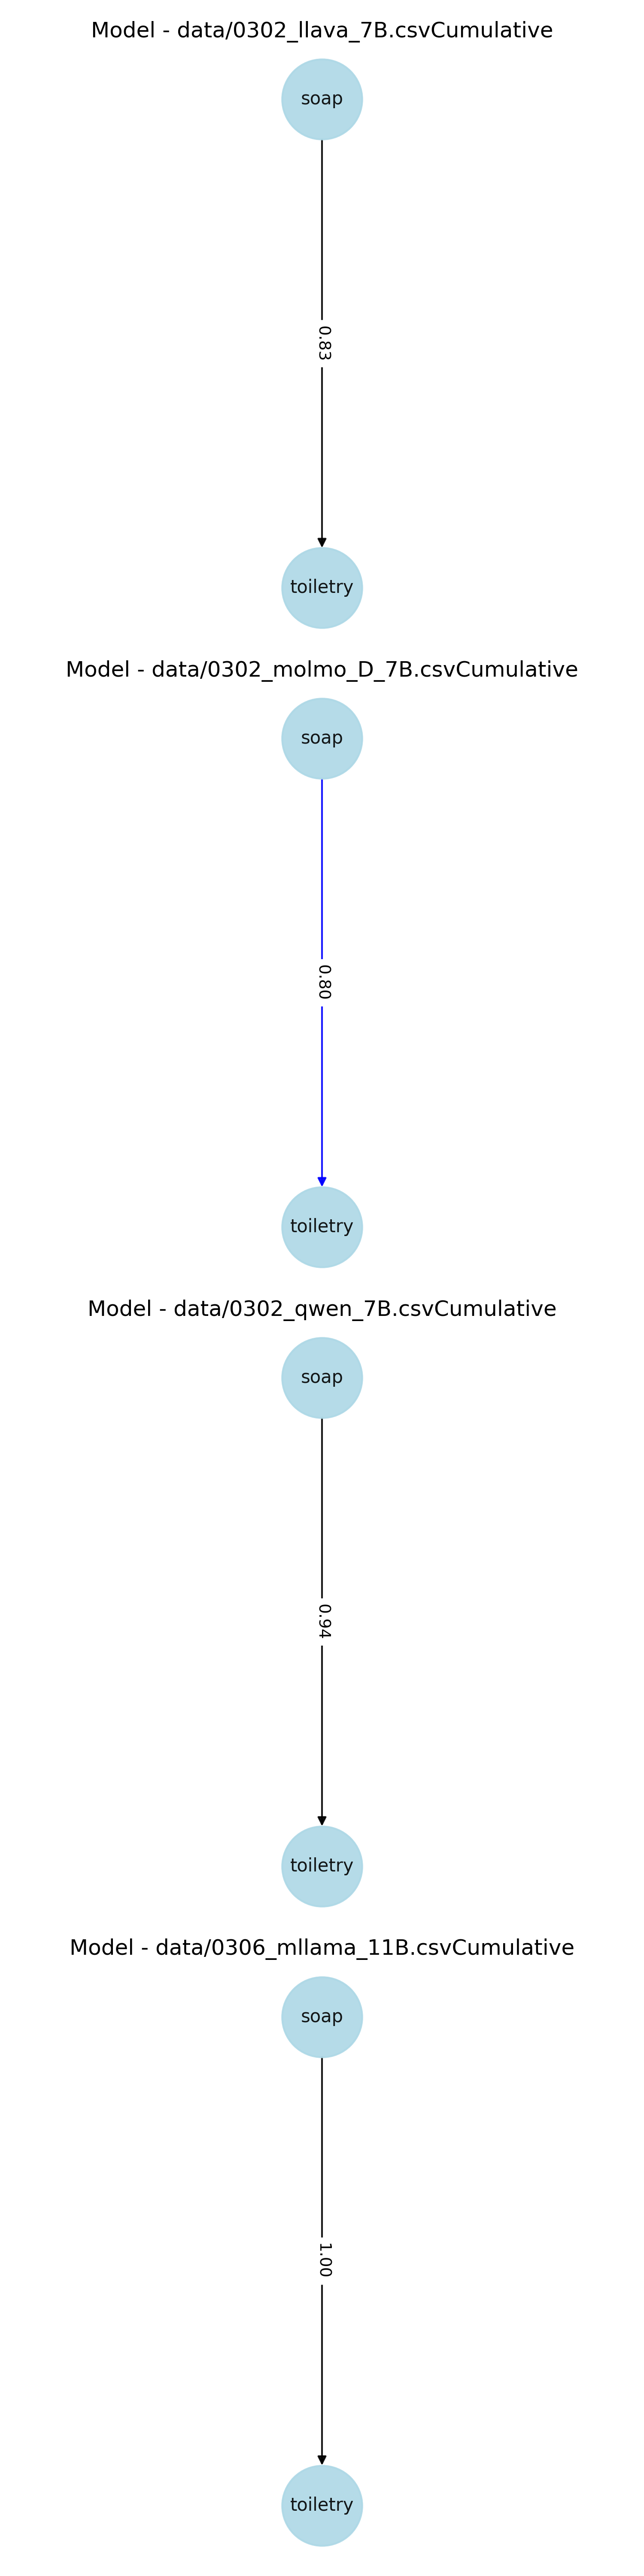 Model - data/0302_llava_7B.csvCumulative
soap
0.83
toiletry
Model - data/0302_molmo_D_7B.csvCumulative
soap
0.80
toiletry
Model - data/0302_qwen_7B.csvCumulative
soap
0.94
toiletry
Model - data/0306_mllama_11B.csvCumulative
soap
1.00
toiletry